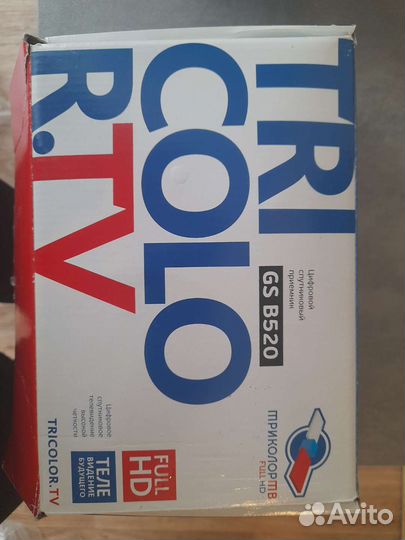 TRI
COLO
R.TV
Цифровой
спутниковый
приемник
GS B520
ТРИКОЛОР ТВ
FULL HD
Цифровое
спутниковое
телевидение
высокой
четкости
FULL
HD
ТЕЛЕ
ВИДЕНИЕ
БУДУЩЕГО
TRICOLOR.TV
Avito